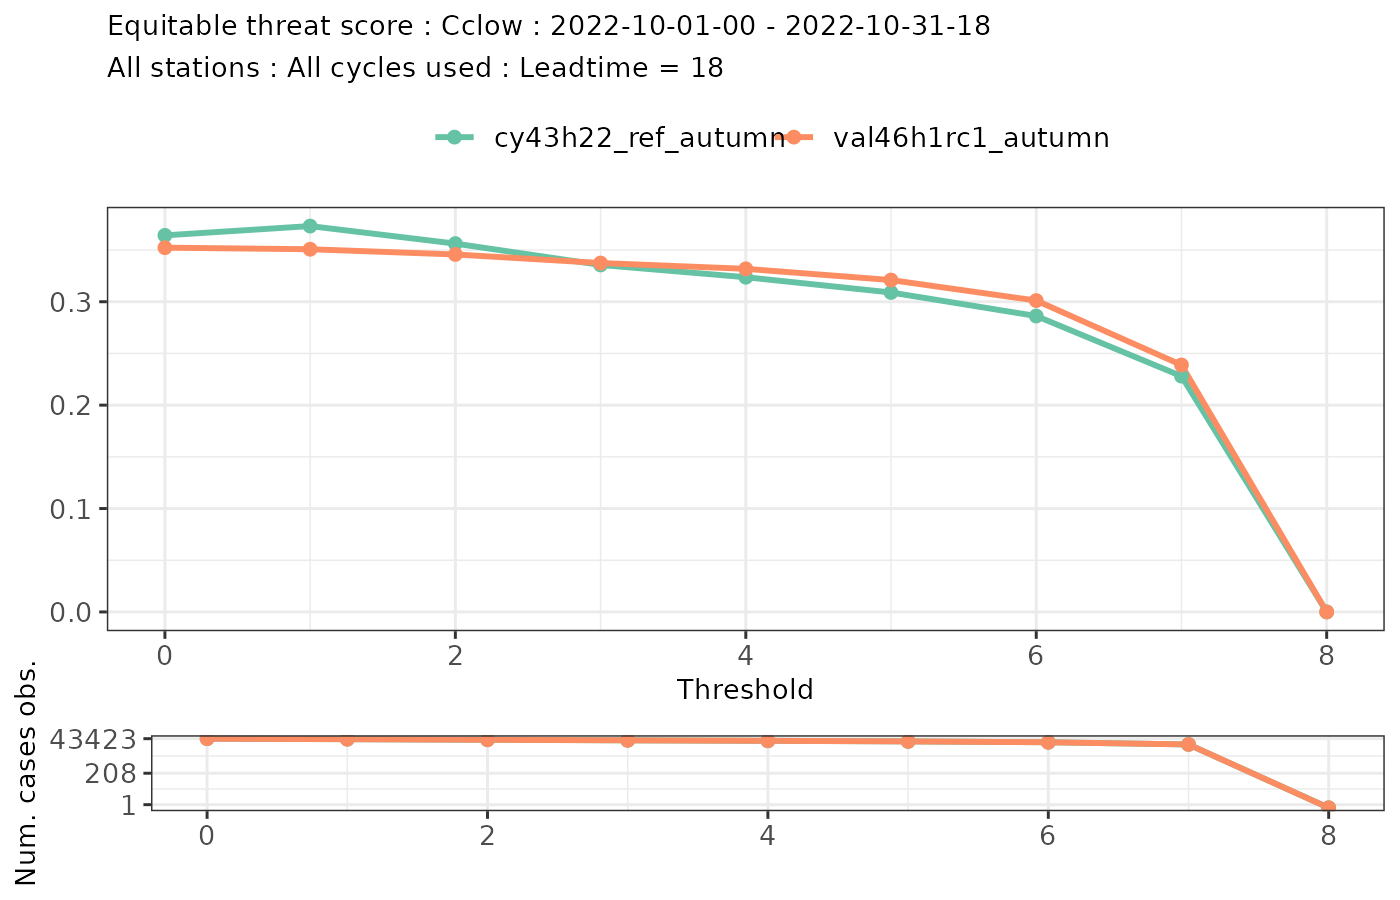 Equitable threat score : Cclow : 2022-10-01-00 - 2022-10-31-18
All stations : All cycles used : Leadtime = 18
cy43h22_ref_autumn val46h1rc1_autumn
0.3
0.2
0.1
0.0
0 2 4 6 8
Threshold
Num. cases obs.
43423
208
1
0 2 4 6 8